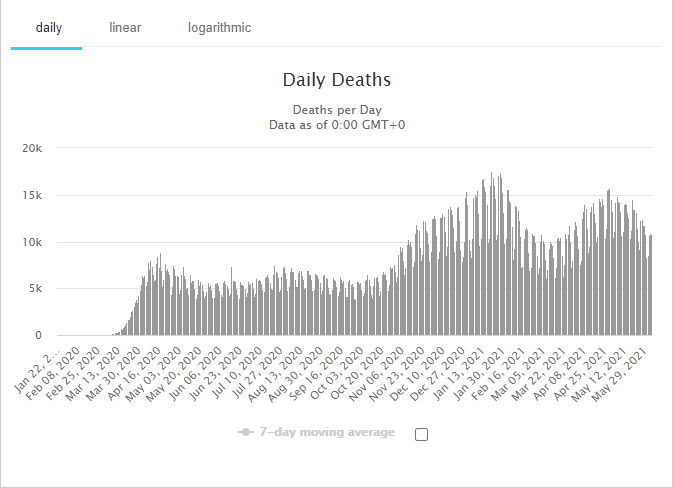 daily linear logarithmic
Daily Deaths
Deaths per Day
Data as of 0:00 GMT+0
20k
15k
10k
5k
0
Jan 22, 2... Feb 08, 2020 Feb 25, 2020 Mar 13, 2020 Mar 30, 2020 Apr 16, 2020 May 03, 2020 May 20, 2020 Jun 06, 2020 Jun 23, 2020 Jul 10, 2020 Jul 27, 2020 Aug 13, 2020 Aug 30, 2020 Sep 16, 2020 Oct 03, 2020 Oct 20, 2020 Nov 06, 2020 Nov 23, 2020 Dec 10, 2020 Dec 27, 2020 Jan 13, 2021 Jan 30, 2021 Feb 16, 2021 Mar 05, 2021 Mar 22, 2021 Apr 08, 2021 Apr 25, 2021 May 12, 2021 May 29, 2021
7-day moving average